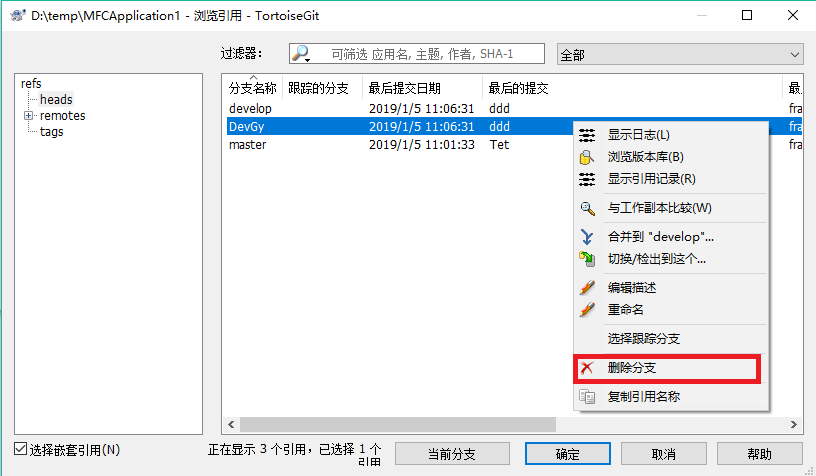 D:\temp\MFCApplication1 - 浏览引用 - TortoiseGit
过滤器：
可筛选 应用名, 主题, 作者, SHA-1
全部
refs
heads
remotes
tags
分支名称 跟踪的分支 最后提交日期 最后的提交
develop 2019/1/5 11:06:31 ddd fra
DevGy 2019/1/5 11:06:31 ddd
master 2019/1/5 11:01:33 Tet fra
显示日志(L)
浏览版本库(B)
显示引用记录(R)
与工作副本比较(W)
合并到 "develop"...
切换/检出到这个...
编辑描述
重命名
选择跟踪分支
删除分支
复制引用名称
选择嵌套引用(N)
正在显示 3 个引用，已选择 1 个
引用
当前分支
确定
取消
帮助